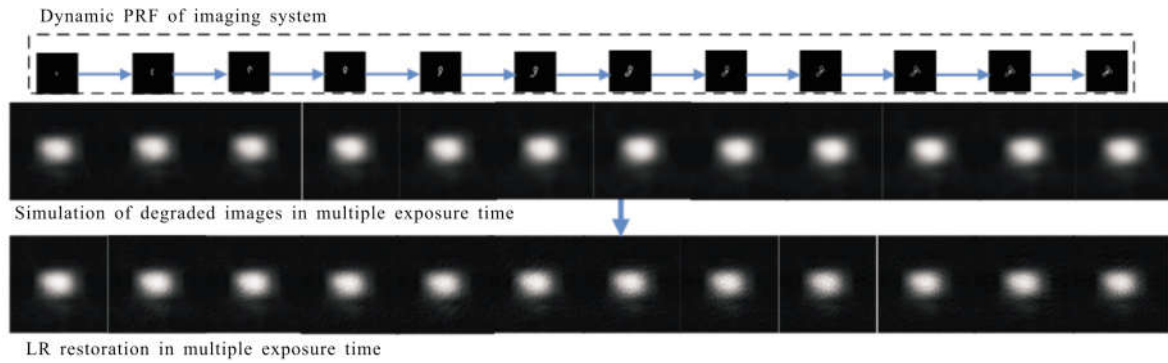 Dynamic PRF of imaging system
Simulation of degraded images in multiple exposure time
LR restoration in multiple exposure time